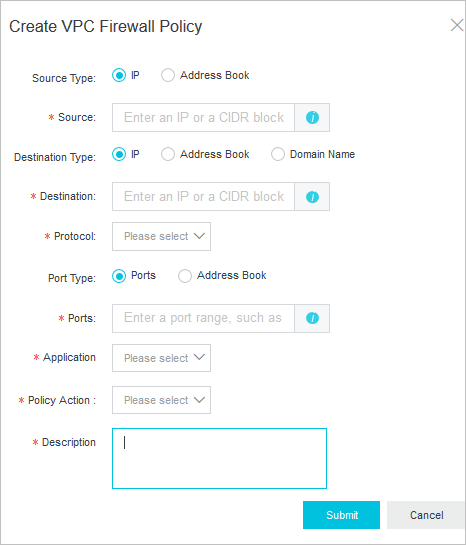 Create VPC Firewall Policy
Source Type: IP Address Book
* Source: Enter an IP or a CIDR block i
Destination Type: IP Address Book Domain Name
* Destination: Enter an IP or a CIDR block i
* Protocol: Please select
Port Type: Ports Address Book
* Ports: Enter a port range, such as i
* Application Please select
* Policy Action : Please select
* Description
Submit Cancel